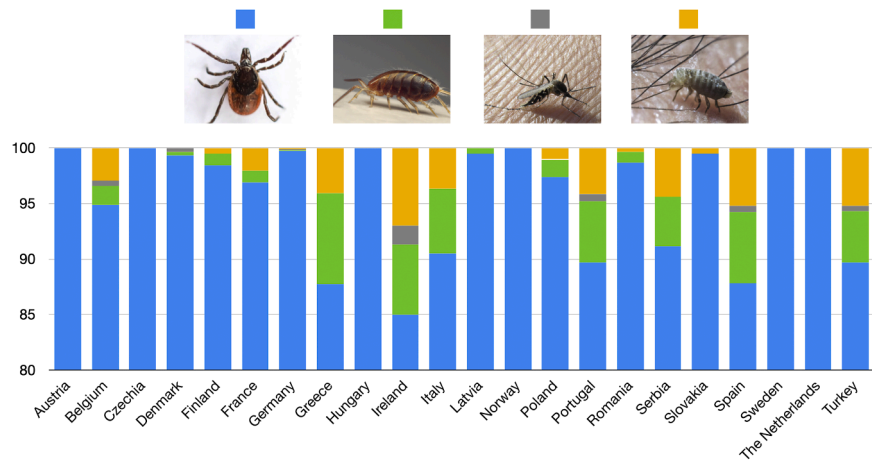 100
95
90
85
80
Austria
Belgium
Czechia
Denmark
Finland
France
Germany
Greece
Hungary
Ireland
Italy
Latvia
Norway
Poland
Portugal
Romania
Serbia
Slovakia
Spain
Sweden
The Netherlands
Turkey